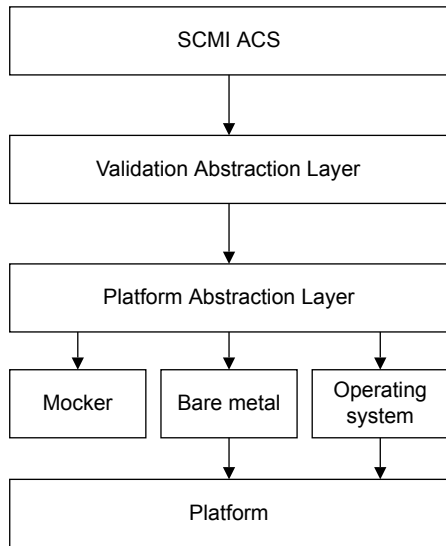 SCMI ACS
Validation Abstraction Layer
Platform Abstraction Layer
Mocker
Bare metal
Operating
system
Platform